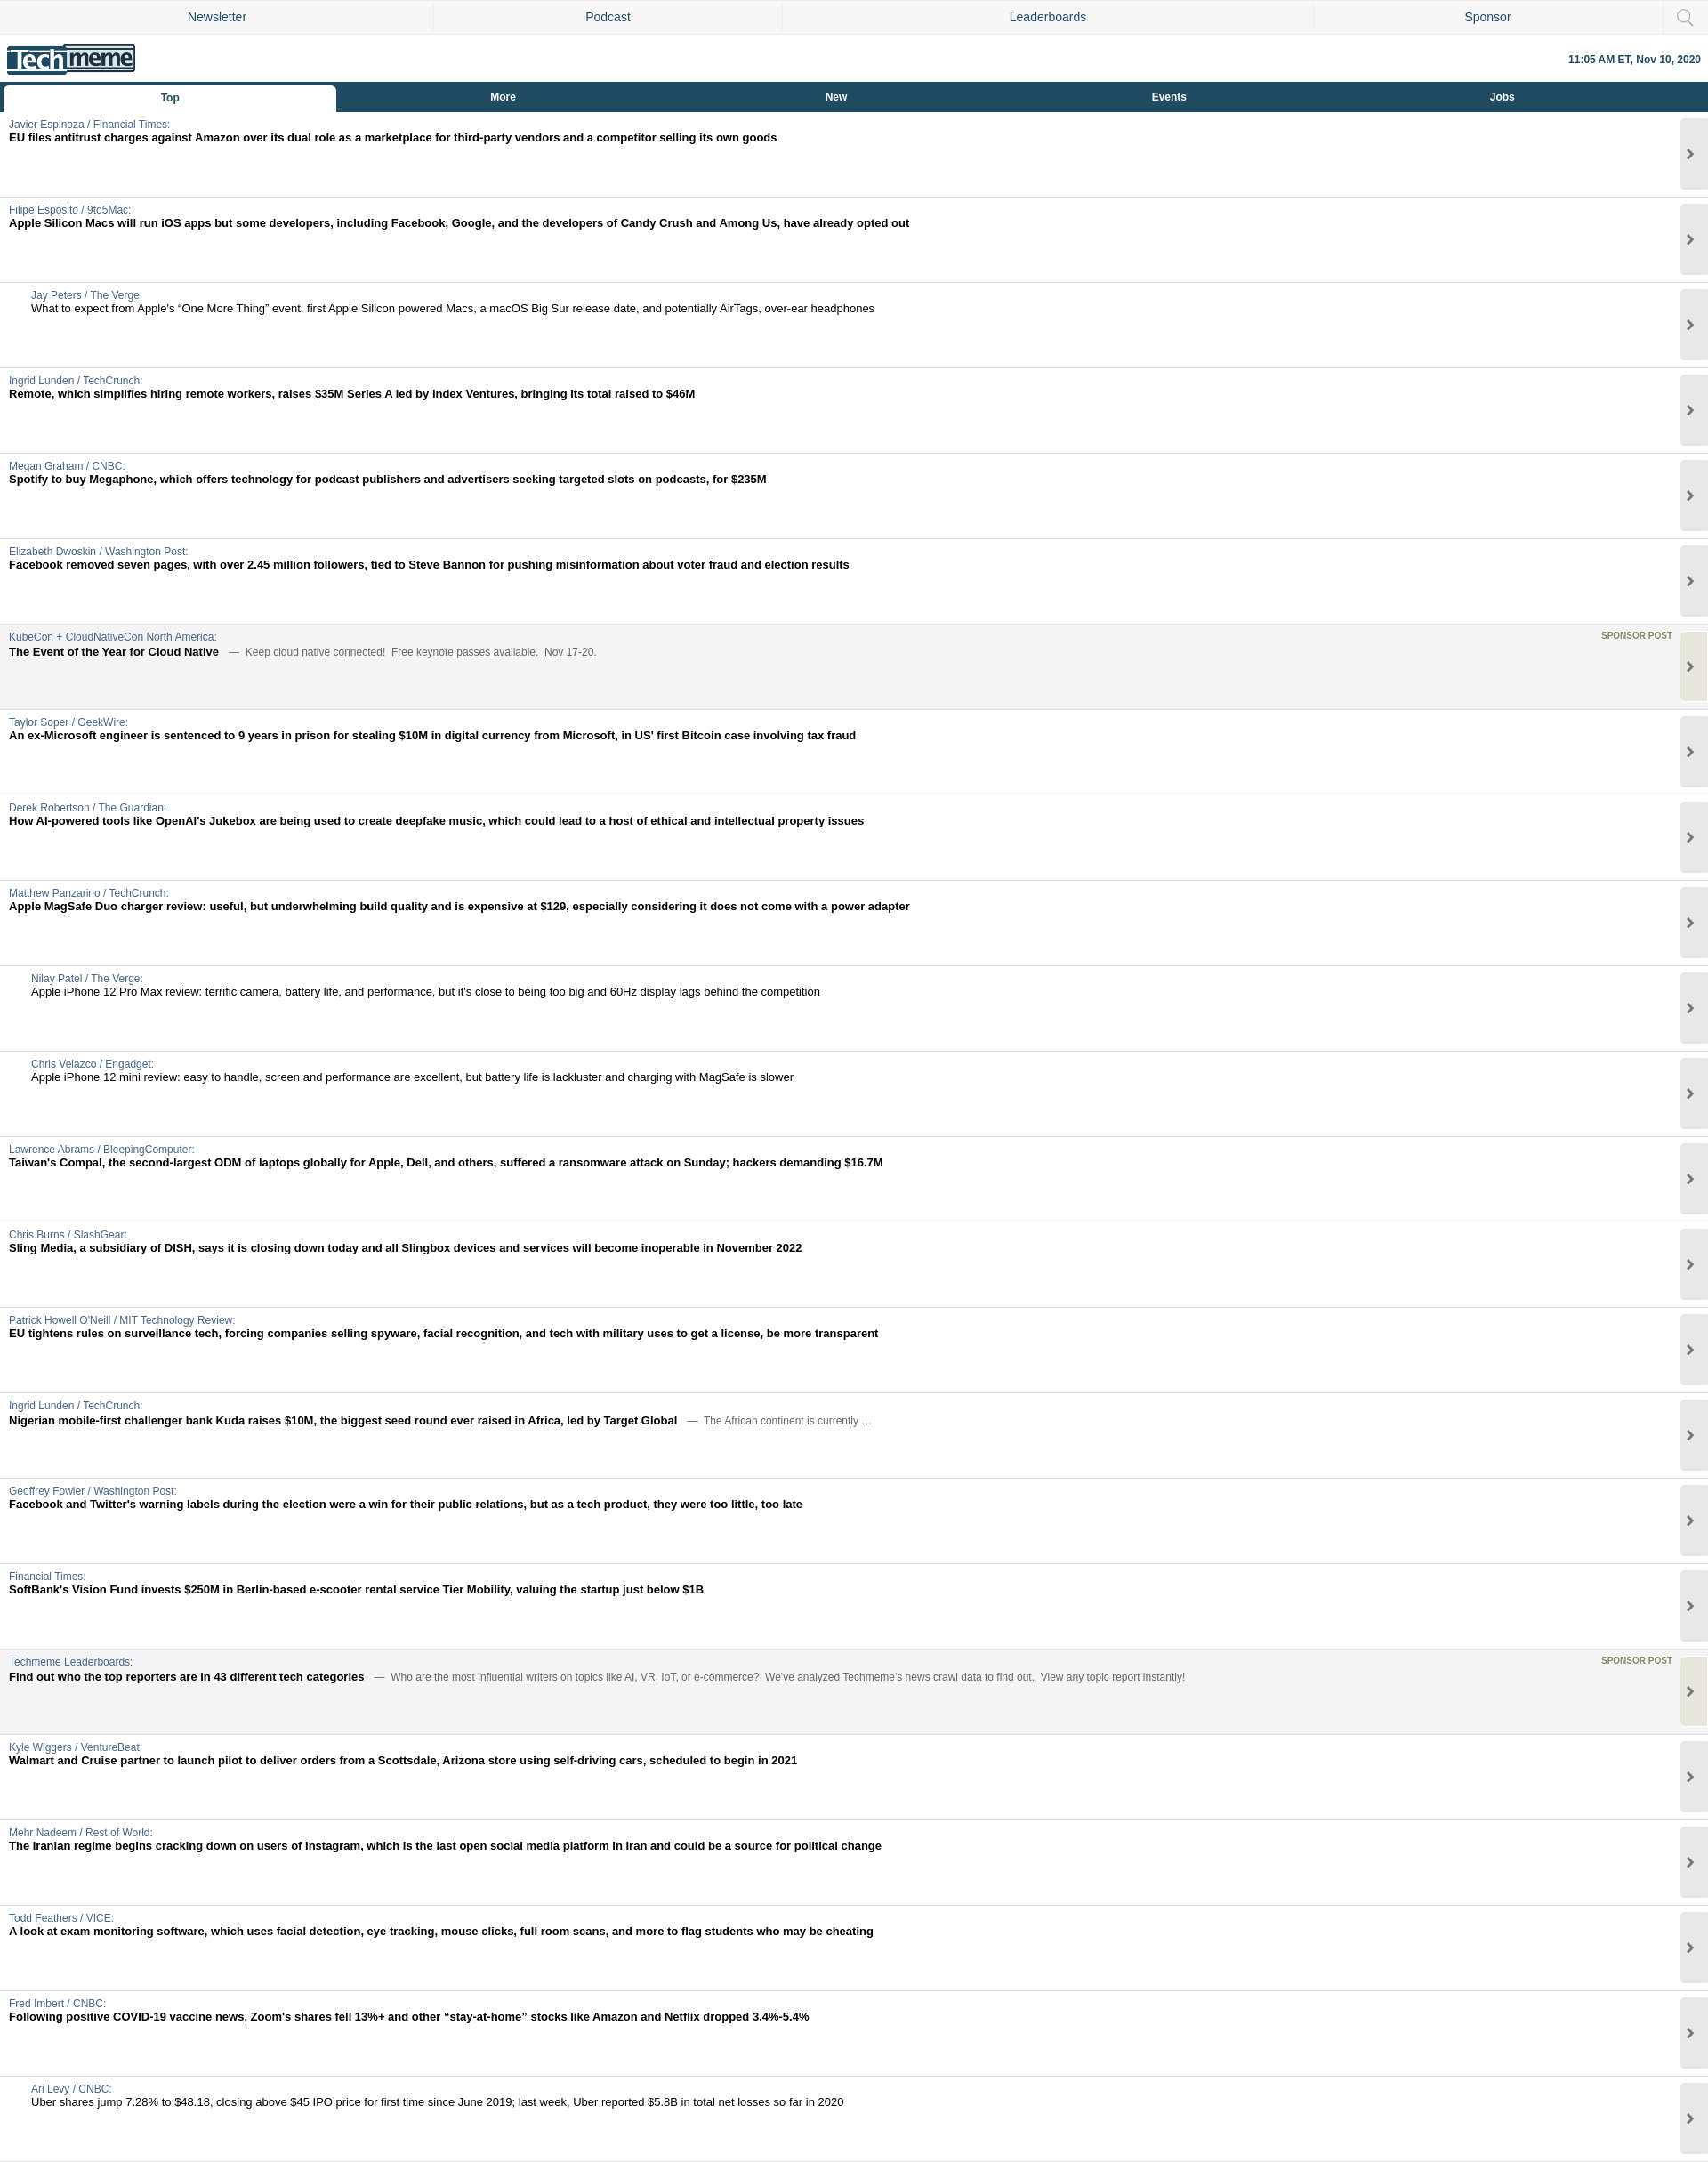 Newsletter
Podcast
Leaderboards
Sponsor
Techmeme
11:05 AM ET, Nov 10, 2020
Top
More
New
Events
Jobs
Javier Espinoza / Financial Times:
EU files antitrust charges against Amazon over its dual role as a marketplace for third-party vendors and a competitor selling its own goods
Filipe Espósito / 9to5Mac:
Apple Silicon Macs will run iOS apps but some developers, including Facebook, Google, and the developers of Candy Crush and Among Us, have already opted out
Jay Peters / The Verge:
What to expect from Apple's “One More Thing” event: first Apple Silicon powered Macs, a macOS Big Sur release date, and potentially AirTags, over-ear headphones
Ingrid Lunden / TechCrunch:
Remote, which simplifies hiring remote workers, raises $35M Series A led by Index Ventures, bringing its total raised to $46M
Megan Graham / CNBC:
Spotify to buy Megaphone, which offers technology for podcast publishers and advertisers seeking targeted slots on podcasts, for $235M
Elizabeth Dwoskin / Washington Post:
Facebook removed seven pages, with over 2.45 million followers, tied to Steve Bannon for pushing misinformation about voter fraud and election results
KubeCon + CloudNativeCon North America:
SPONSOR POST
The Event of the Year for Cloud Native — Keep cloud native connected! Free keynote passes available. Nov 17-20.
Taylor Soper / GeekWire:
An ex-Microsoft engineer is sentenced to 9 years in prison for stealing $10M in digital currency from Microsoft, in US' first Bitcoin case involving tax fraud
Derek Robertson / The Guardian:
How AI-powered tools like OpenAI's Jukebox are being used to create deepfake music, which could lead to a host of ethical and intellectual property issues
Matthew Panzarino / TechCrunch:
Apple MagSafe Duo charger review: useful, but underwhelming build quality and is expensive at $129, especially considering it does not come with a power adapter
Nilay Patel / The Verge:
Apple iPhone 12 Pro Max review: terrific camera, battery life, and performance, but it's close to being too big and 60Hz display lags behind the competition
Chris Velazco / Engadget:
Apple iPhone 12 mini review: easy to handle, screen and performance are excellent, but battery life is lackluster and charging with MagSafe is slower
Lawrence Abrams / BleepingComputer:
Taiwan's Compal, the second-largest ODM of laptops globally for Apple, Dell, and others, suffered a ransomware attack on Sunday; hackers demanding $16.7M
Chris Burns / SlashGear:
Sling Media, a subsidiary of DISH, says it is closing down today and all Slingbox devices and services will become inoperable in November 2022
Patrick Howell O'Neill / MIT Technology Review:
EU tightens rules on surveillance tech, forcing companies selling spyware, facial recognition, and tech with military uses to get a license, be more transparent
Ingrid Lunden / TechCrunch:
Nigerian mobile-first challenger bank Kuda raises $10M, the biggest seed round ever raised in Africa, led by Target Global — The African continent is currently …
Geoffrey Fowler / Washington Post:
Facebook and Twitter's warning labels during the election were a win for their public relations, but as a tech product, they were too little, too late
Financial Times:
SoftBank's Vision Fund invests $250M in Berlin-based e-scooter rental service Tier Mobility, valuing the startup just below $1B
Techmeme Leaderboards:
SPONSOR POST
Find out who the top reporters are in 43 different tech categories — Who are the most influential writers on topics like AI, VR, IoT, or e-commerce? We've analyzed Techmeme's news crawl data to find out. View any topic report instantly!
Kyle Wiggers / VentureBeat:
Walmart and Cruise partner to launch pilot to deliver orders from a Scottsdale, Arizona store using self-driving cars, scheduled to begin in 2021
Mehr Nadeem / Rest of World:
The Iranian regime begins cracking down on users of Instagram, which is the last open social media platform in Iran and could be a source for political change
Todd Feathers / VICE:
A look at exam monitoring software, which uses facial detection, eye tracking, mouse clicks, full room scans, and more to flag students who may be cheating
Fred Imbert / CNBC:
Following positive COVID-19 vaccine news, Zoom's shares fell 13%+ and other “stay-at-home” stocks like Amazon and Netflix dropped 3.4%-5.4%
Ari Levy / CNBC:
Uber shares jump 7.28% to $48.18, closing above $45 IPO price for first time since June 2019; last week, Uber reported $5.8B in total net losses so far in 2020